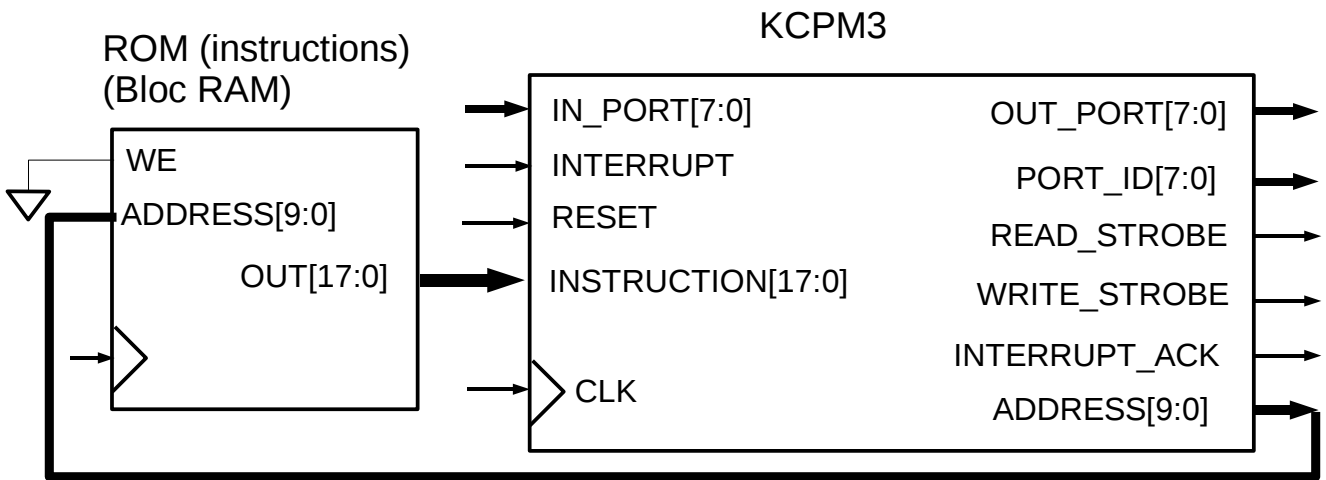 KCPM3
ROM (instructions)
(Bloc RAM)
WE
ADDRESS[9:0]
OUT[17:0]
IN_PORT[7:0]
INTERRUPT
RESET
INSTRUCTION[17:0]
CLK
OUT_PORT[7:0]
PORT_ID[7:0]
READ_STROBE
WRITE_STROBE
INTERRUPT_ACK
ADDRESS[9:0]